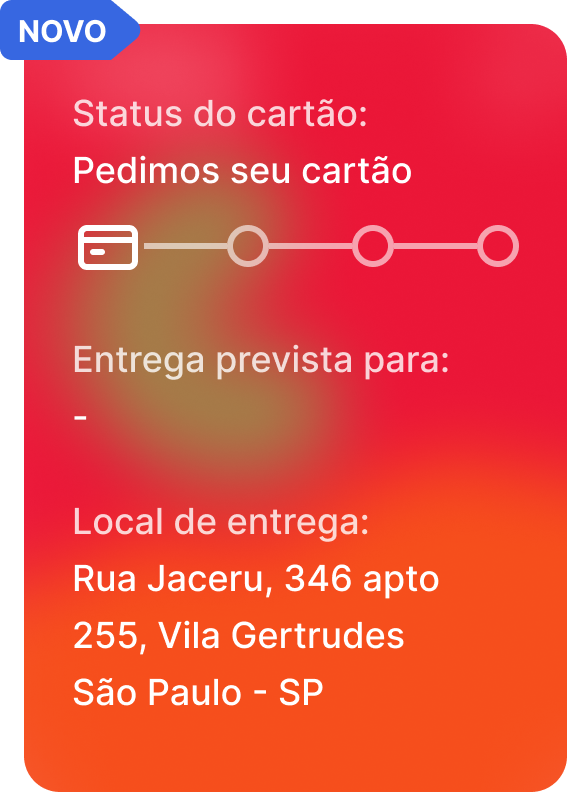 NOVO
Status do cartão:
Pedimos seu cartão
Entrega prevista para:
-
Local de entrega:
Rua Jaceru, 346 apto
255, Vila Gertrudes
São Paulo - SP